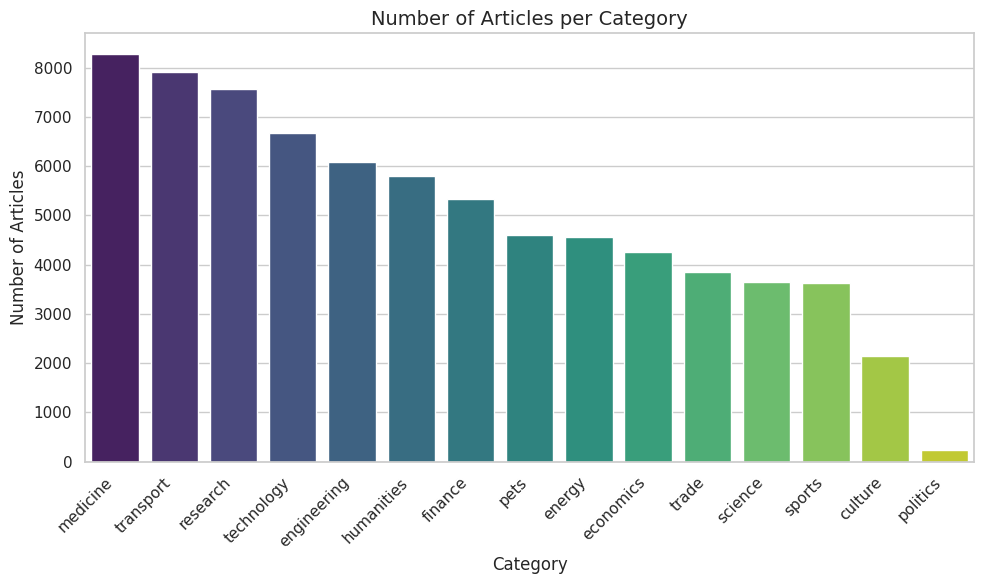 Number of Articles per Category
Number of Articles
8000
7000
6000
5000
4000
3000
2000
1000
0
medicine
transport
research
technology
engineering
humanities
finance
pets
energy
economics
trade
science
sports
culture
politics
Category